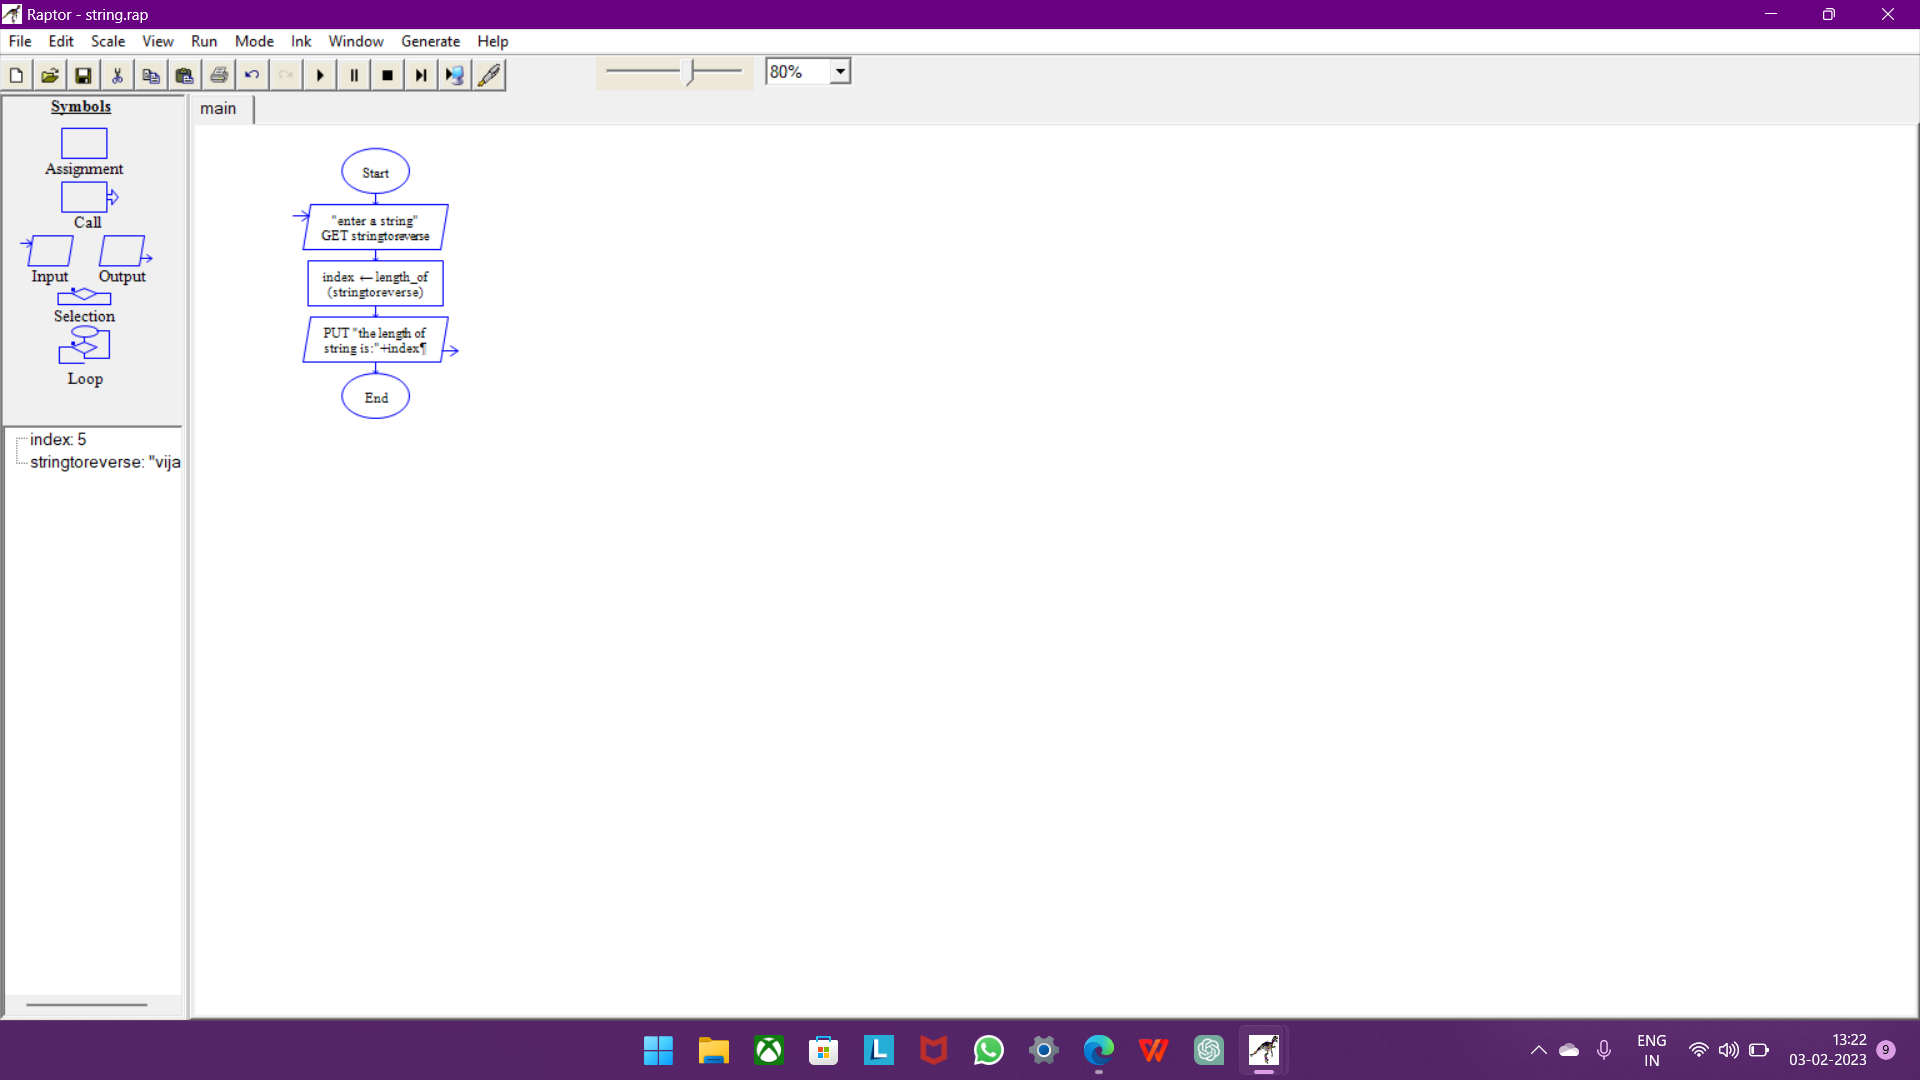 Raptor - string.rap
File Edit Scale View Run Mode Ink Window Generate Help
80%
Symbols
Assignment
Call
Input Output
Selection
Loop
index: 5
stringtoreverse: "vija
main
Start
"enter a string"
GET stringtoreverse
index ← length_of
(stringtoreverse)
PUT "the length of
string is:"+index¶
End
L
W
ENG
IN
13:22
03-02-2023
9